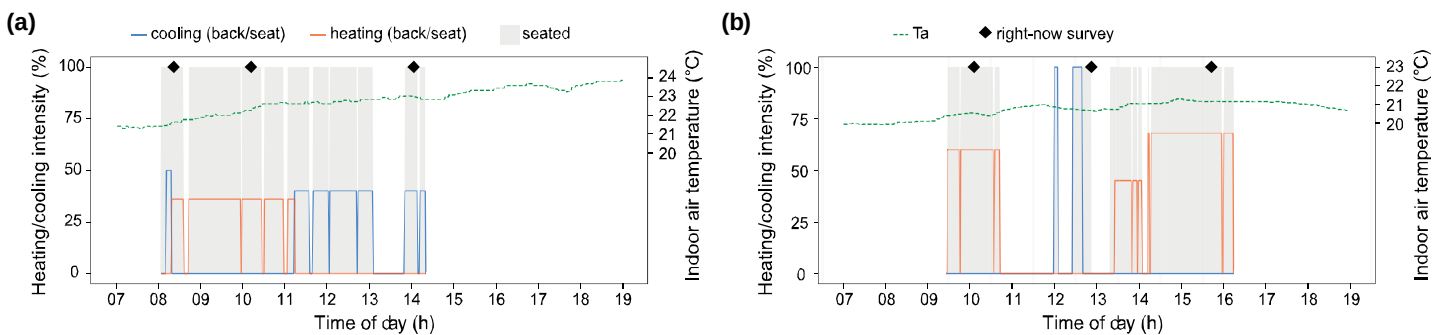 (a)
cooling (back/seat) heating (back/seat) seated
Heating/cooling intensity (%)
100
75
50
25
0
24
23
22
21
20
Indoor air temperature (°C)
07 08 09 10 11 12 13 14 15 16 17 18 19
Time of day (h)
(b)
Ta right-now survey
Heating/cooling intensity (%)
100
75
50
25
0
23
22
21
20
Indoor air temperature (°C)
07 08 09 10 11 12 13 14 15 16 17 18 19
Time of day (h)